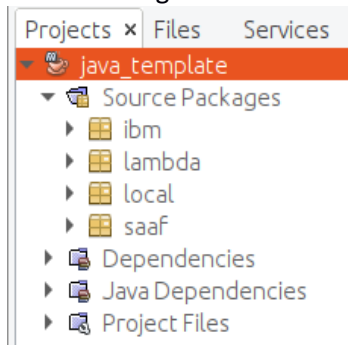 Projects × Files Services
java_template
Source Packages
ibm
lambda
local
saaf
Dependencies
Java Dependencies
Project Files